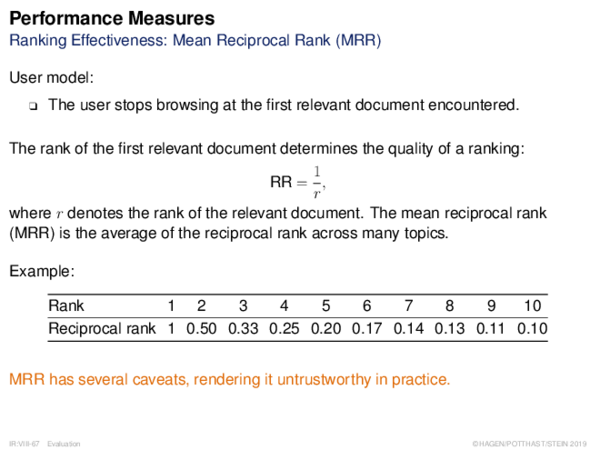 Performance Measures
Ranking Effectiveness: Mean Reciprocal Rank (MRR)
User model:
❑ The user stops browsing at the first relevant document encountered.
The rank of the first relevant document determines the quality of a ranking:
RR = 1/r,
where r denotes the rank of the relevant document. The mean reciprocal rank
(MRR) is the average of the reciprocal rank across many topics.
Example:
Rank 1 2 3 4 5 6 7 8 9 10
Reciprocal rank 1 0.50 0.33 0.25 0.20 0.17 0.14 0.13 0.11 0.10
MRR has several caveats, rendering it untrustworthy in practice.
IR:VIII-67 Evaluation ©HAGEN/POTTHAST/STEIN 2019